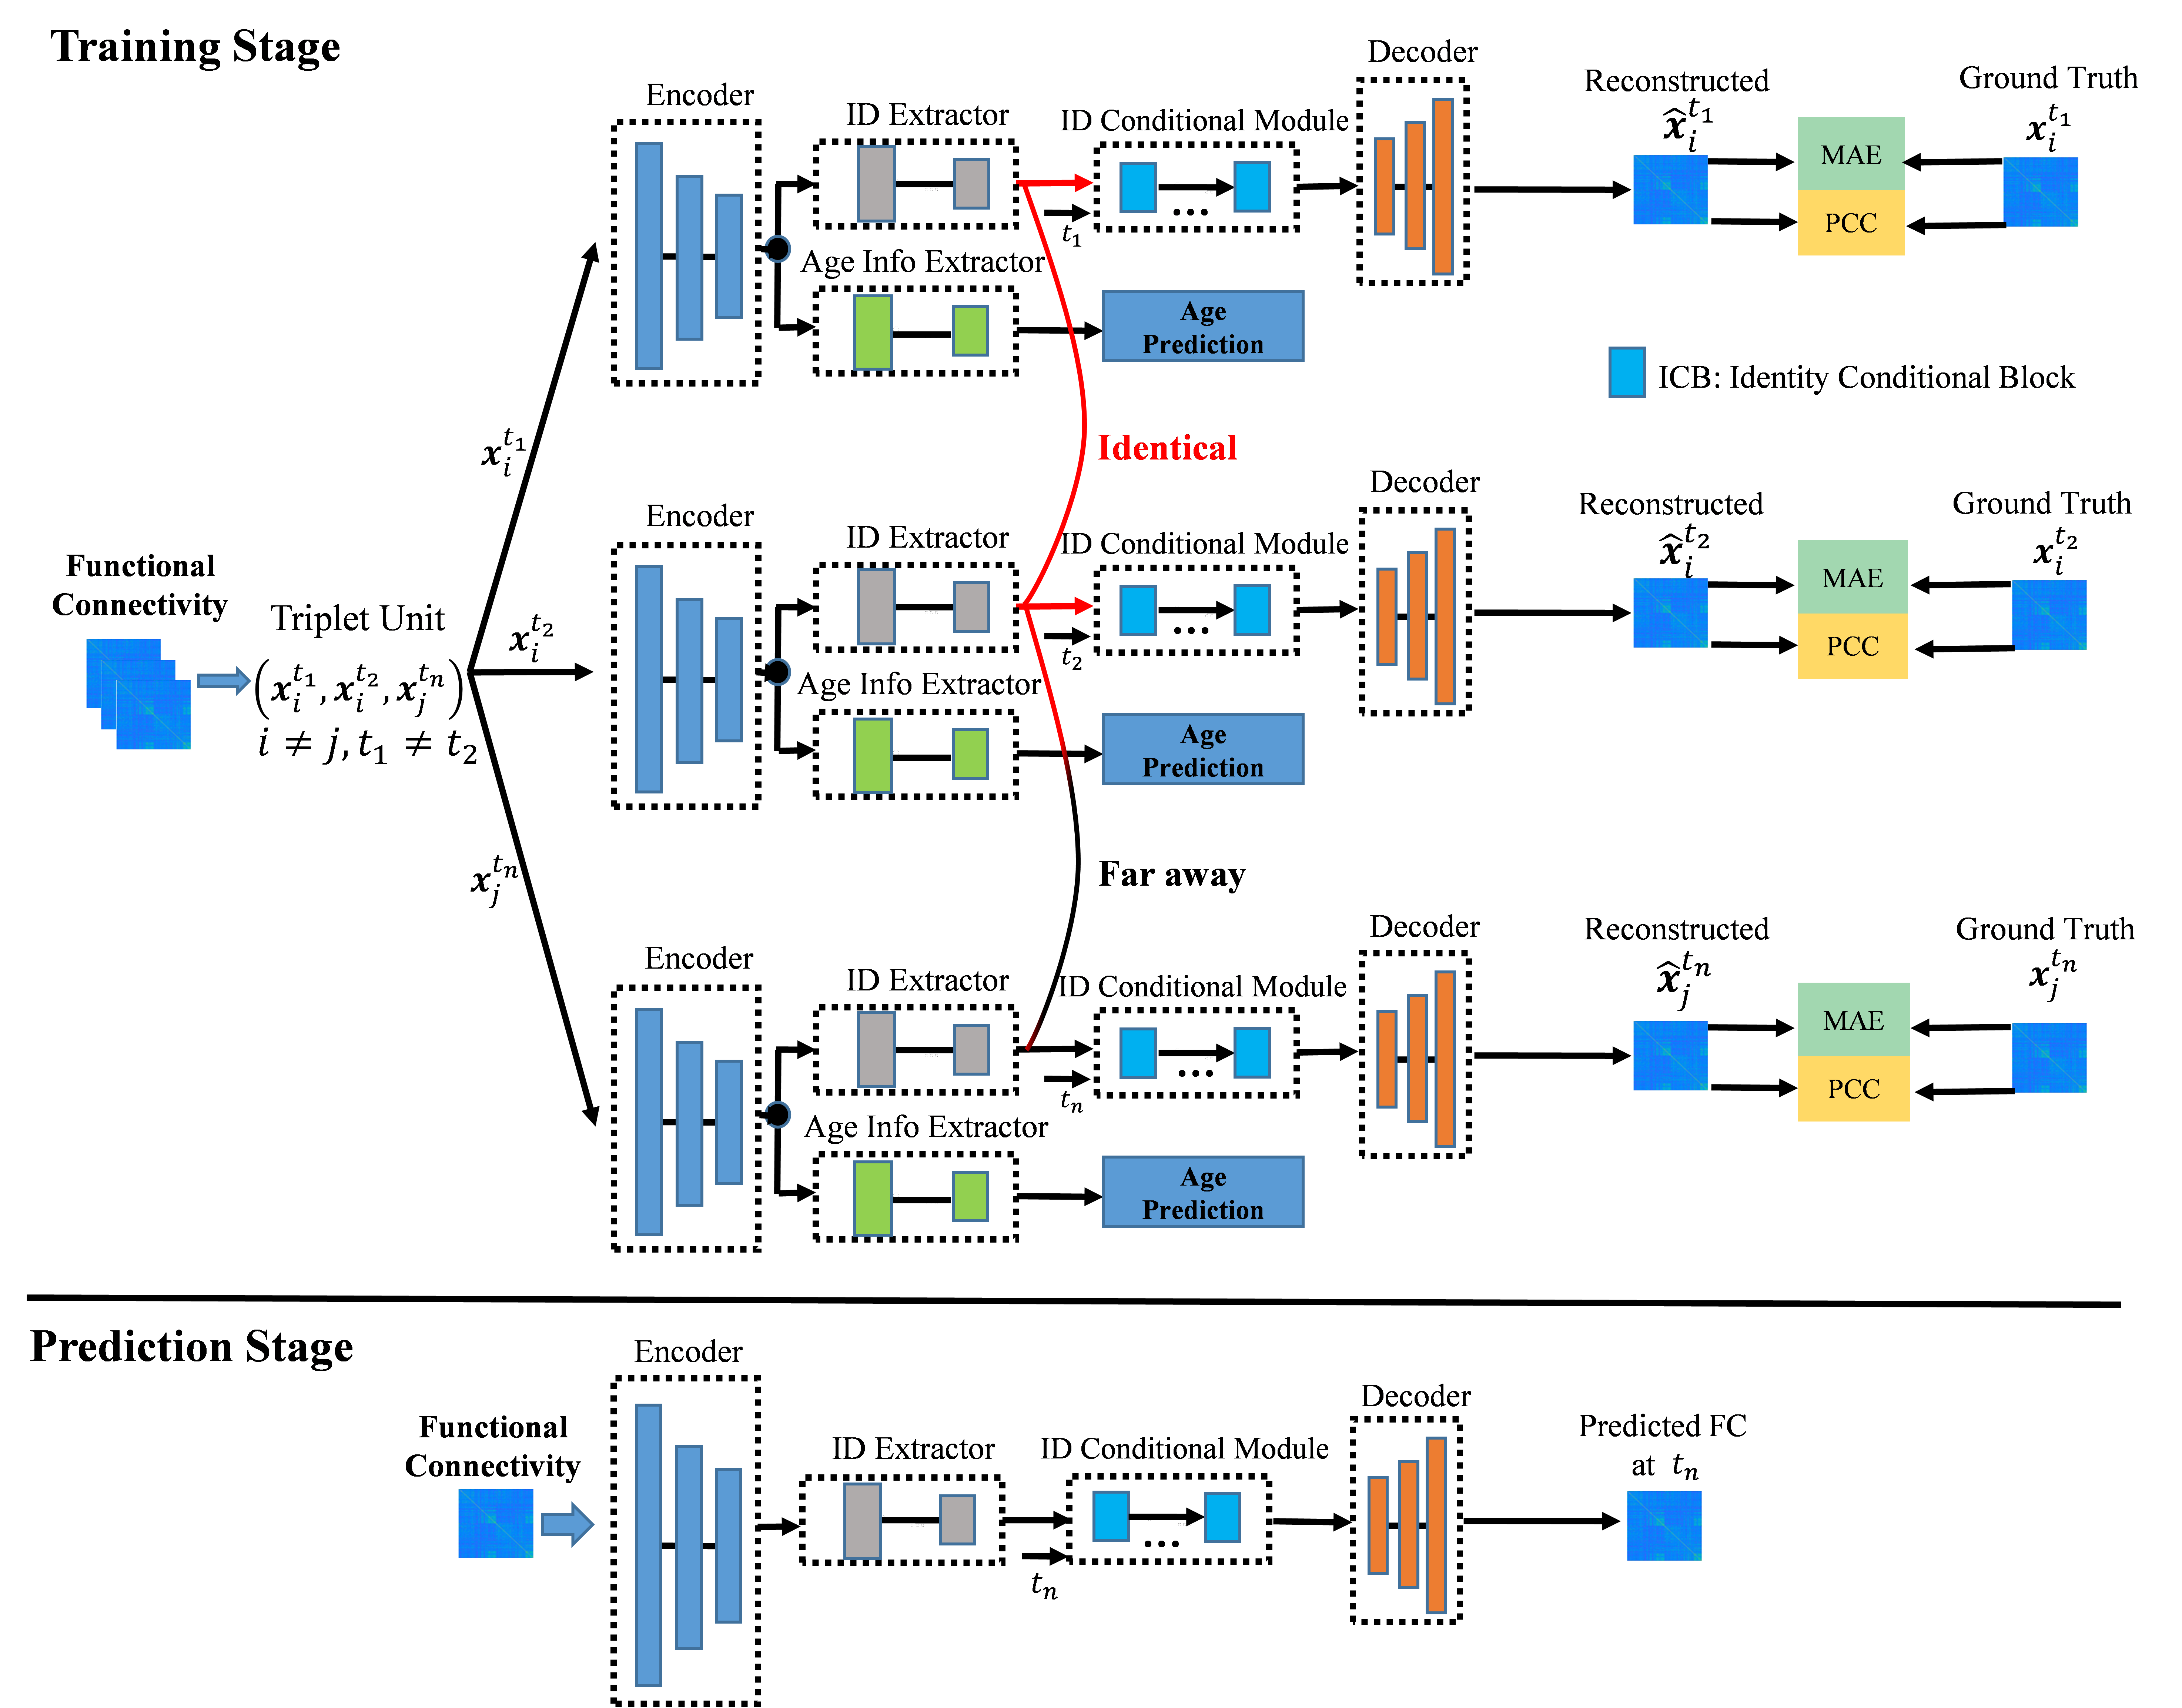 Training Stage
Encoder
ID Extractor
ID Conditional Module
Decoder
Reconstructed
Ground Truth
x̂_i^{t_1}
x_i^{t_1}
MAE
PCC
t_1
Age Info Extractor
Age
Prediction
ICB: Identity Conditional Block
x_i^{t_1}
Identical
Encoder
ID Extractor
ID Conditional Module
Decoder
Reconstructed
Ground Truth
x̂_i^{t_2}
x_i^{t_2}
MAE
PCC
Functional
Connectivity
Triplet Unit
(x_i^{t_1}, x_i^{t_2}, x_j^{t_n})
i ≠ j, t_1 ≠ t_2
x_i^{t_2}
t_2
Age Info Extractor
Age
Prediction
x_j^{t_n}
Far away
Encoder
ID Extractor
ID Conditional Module
Decoder
Reconstructed
Ground Truth
x̂_j^{t_n}
x_j^{t_n}
MAE
PCC
t_n
Age Info Extractor
Age
Prediction
Prediction Stage
Functional
Connectivity
Encoder
ID Extractor
ID Conditional Module
t_n
Decoder
Predicted FC
at t_n